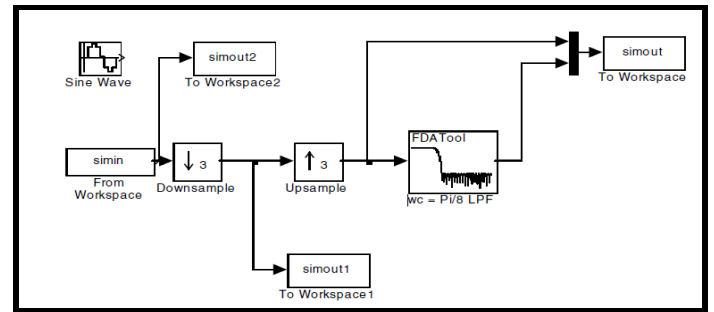 simout2
simout
Sine Wave
To Workspace2
To Workspace
FDATool
simin
↓ 3
↑ 3
From
Workspace
Downsample
Upsample
wc = Pi/8 LPF
simout1
To Workspace1